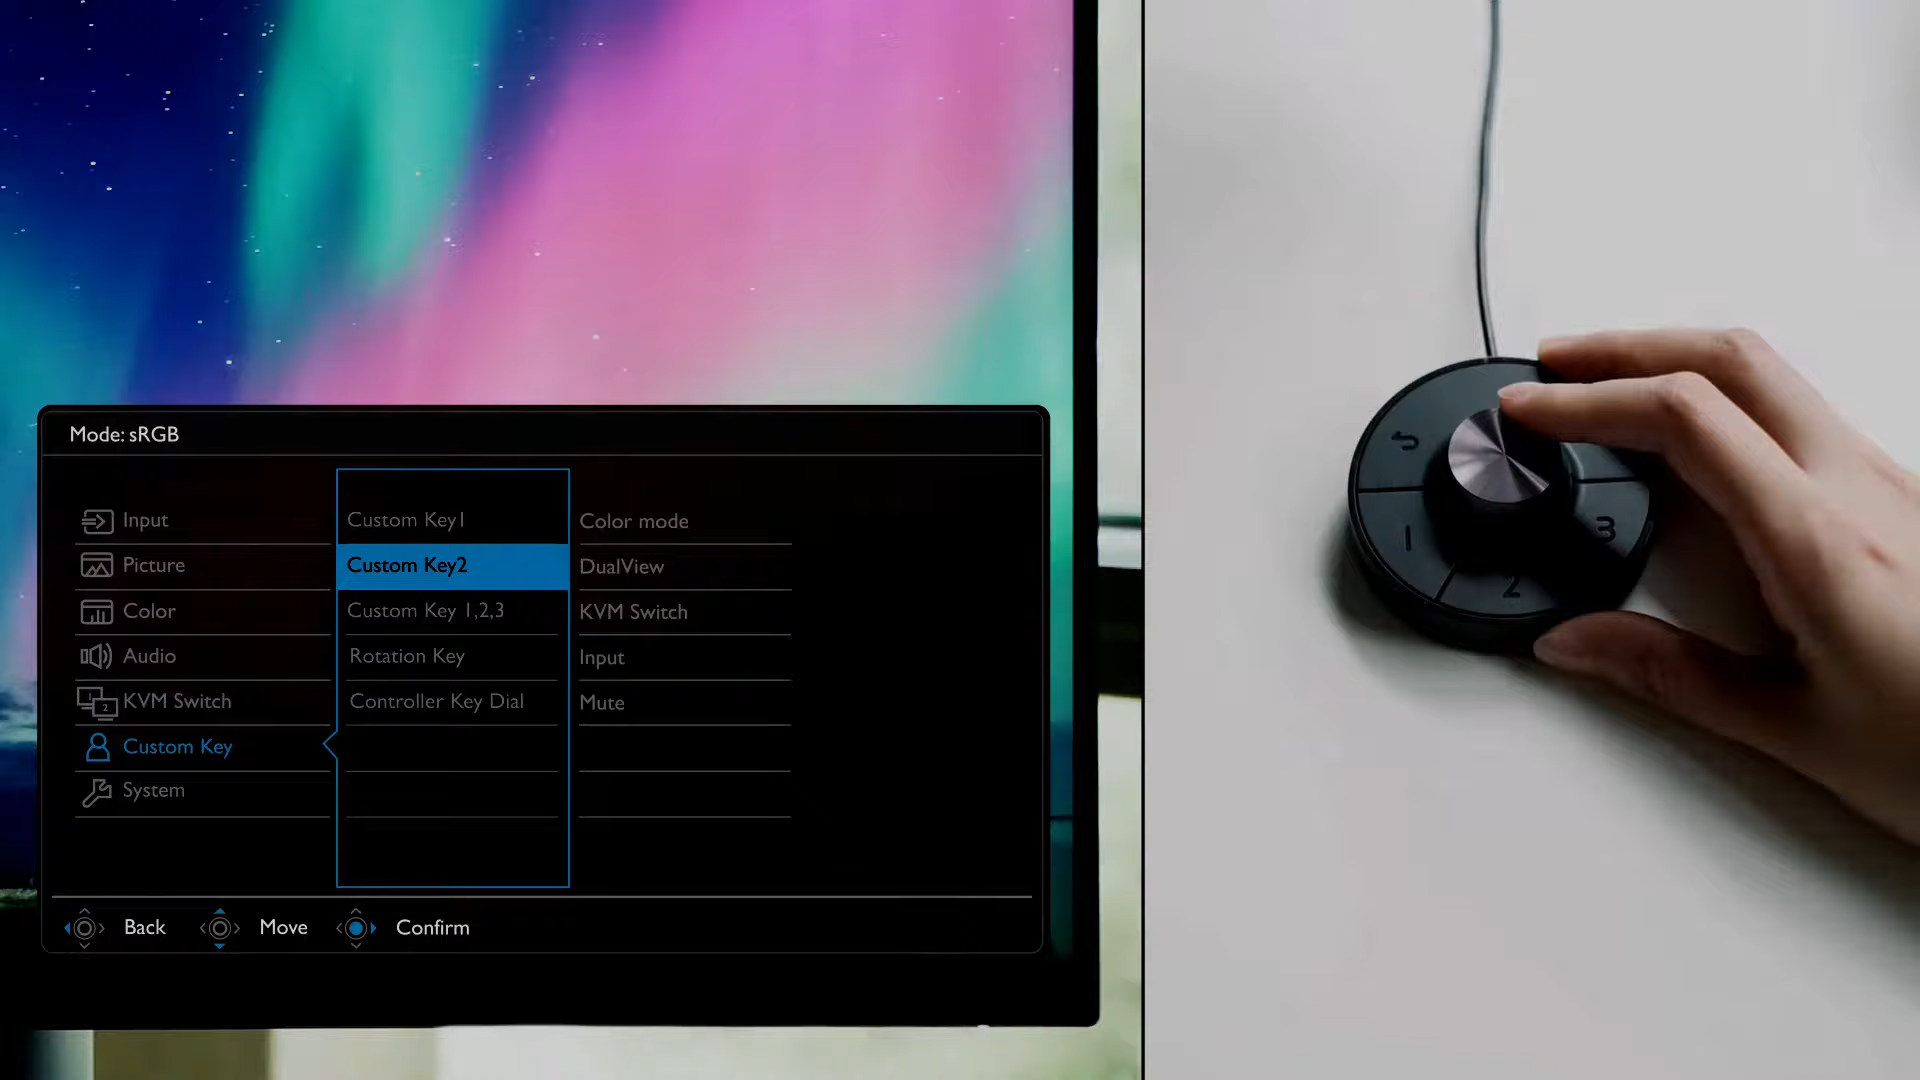 Mode: sRGB
Input
Picture
Color
Audio
KVM Switch
Custom Key
System
Custom Key1
Custom Key2
Custom Key 1,2,3
Rotation Key
Controller Key Dial
Color mode
DualView
KVM Switch
Input
Mute
Back
Move
Confirm
1
2
3